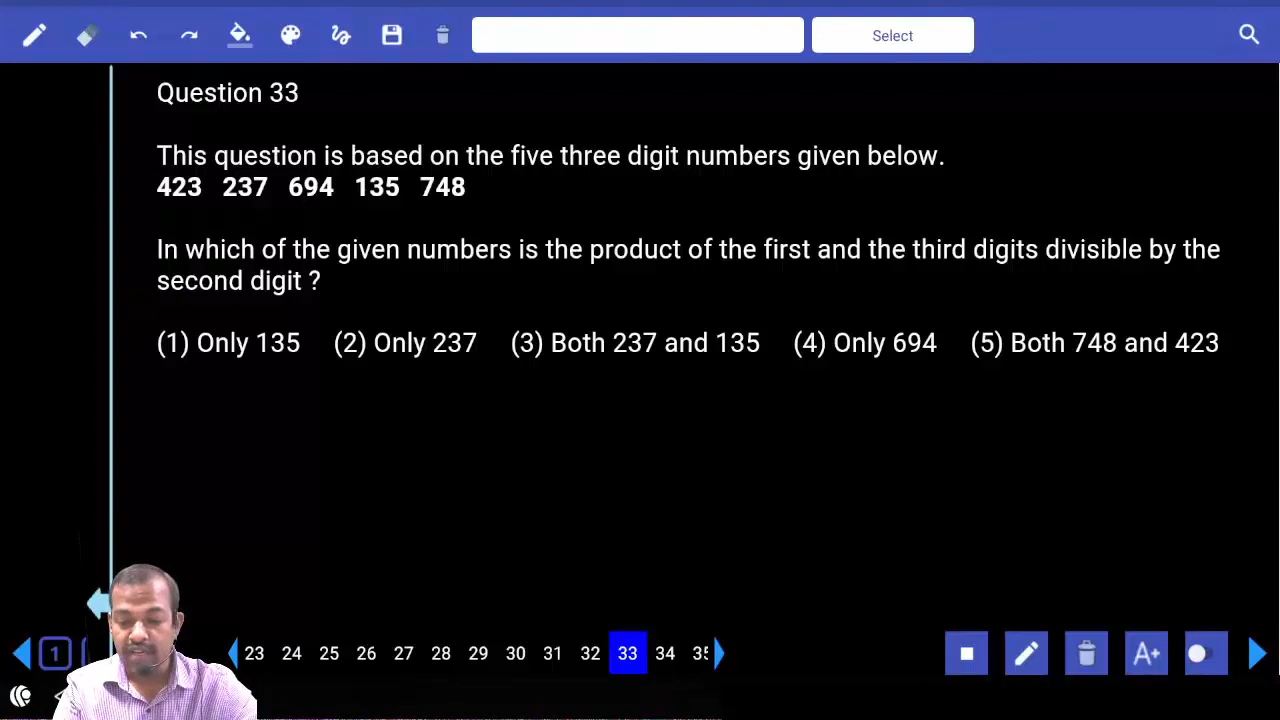 Select
Question 33
This question is based on the five three digit numbers given below.
423 237 694 135 748
In which of the given numbers is the product of the first and the third digits divisible by the
second digit ?
(1) Only 135 (2) Only 237 (3) Both 237 and 135 (4) Only 694 (5) Both 748 and 423
1 23 24 25 26 27 28 29 30 31 32 33 34 35 A+